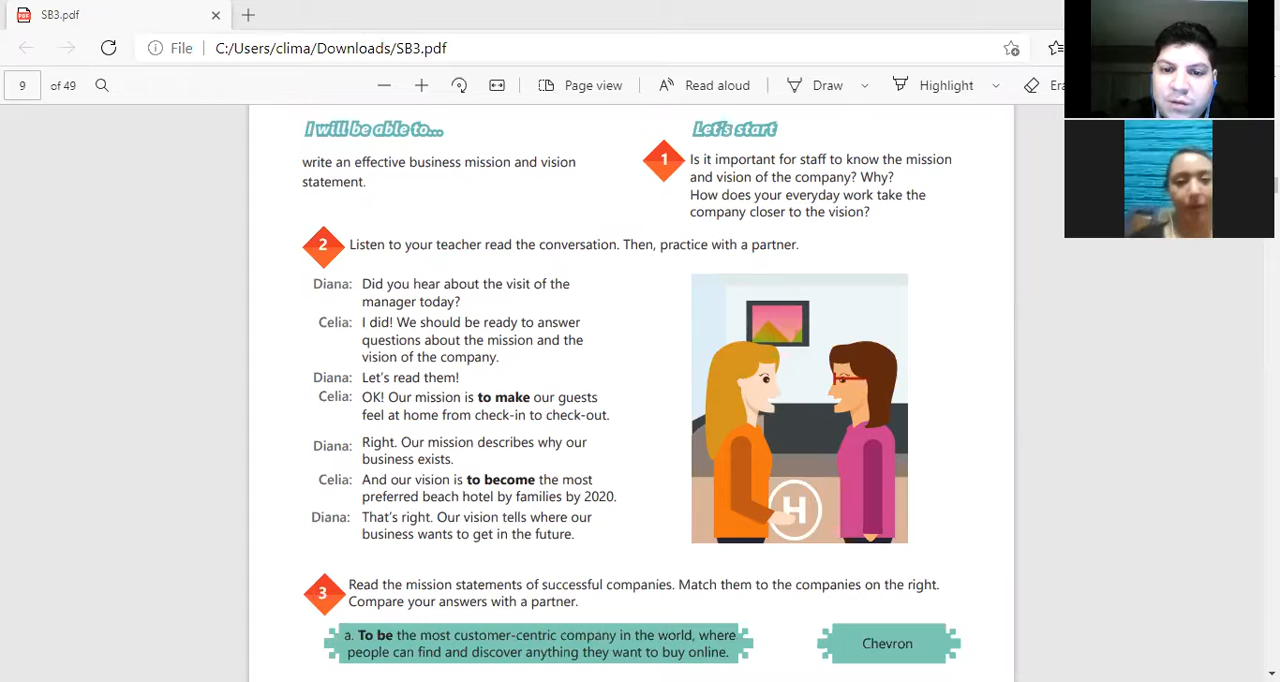 SB3.pdf
File
C:/Users/clima/Downloads/SB3.pdf
9
of 49
Page view
Read aloud
Draw
Highlight
I will be able to...
write an effective business mission and vision
statement.
Let's start
1
Is it important for staff to know the mission
and vision of the company? Why?
How does your everyday work take the
company closer to the vision?
2
Listen to your teacher read the conversation. Then, practice with a partner.
Diana: Did you hear about the visit of the
manager today?
Celia: I did! We should be ready to answer
questions about the mission and the
vision of the company.
Diana: Let's read them!
Celia: OK! Our mission is to make our guests
feel at home from check-in to check-out.
Diana: Right. Our mission describes why our
business exists.
Celia: And our vision is to become the most
preferred beach hotel by families by 2020.
Diana: That's right. Our vision tells where our
business wants to get in the future.
H
3
Read the mission statements of successful companies. Match them to the companies on the right.
Compare your answers with a partner.
a. To be the most customer-centric company in the world, where
people can find and discover anything they want to buy online.
Chevron